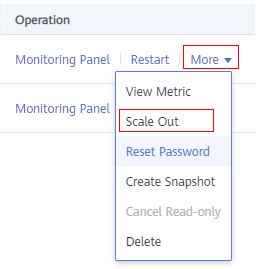 Operation
Monitoring Panel Restart More
View Metric
Monitoring Panel
Scale Out
Reset Password
Create Snapshot
Cancel Read-only
Delete